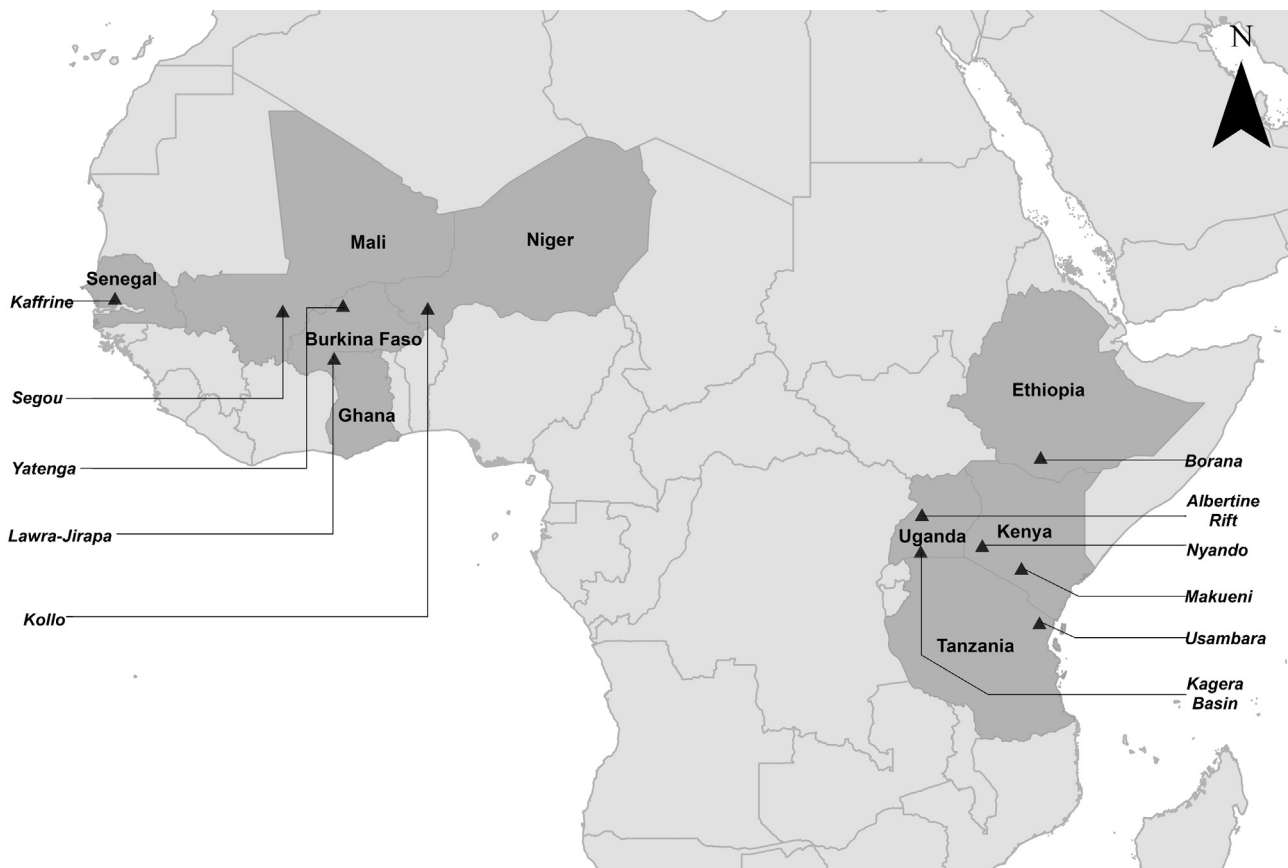 N
Mali
Niger
Senegal
Kaffrine
Burkina Faso
Segou
Ghana
Ethiopia
Yatenga
Borana
Albertine
Rift
Lawra-Jirapa
Uganda
Kenya
Nyando
Makueni
Kollo
Usambara
Tanzania
Kagera
Basin